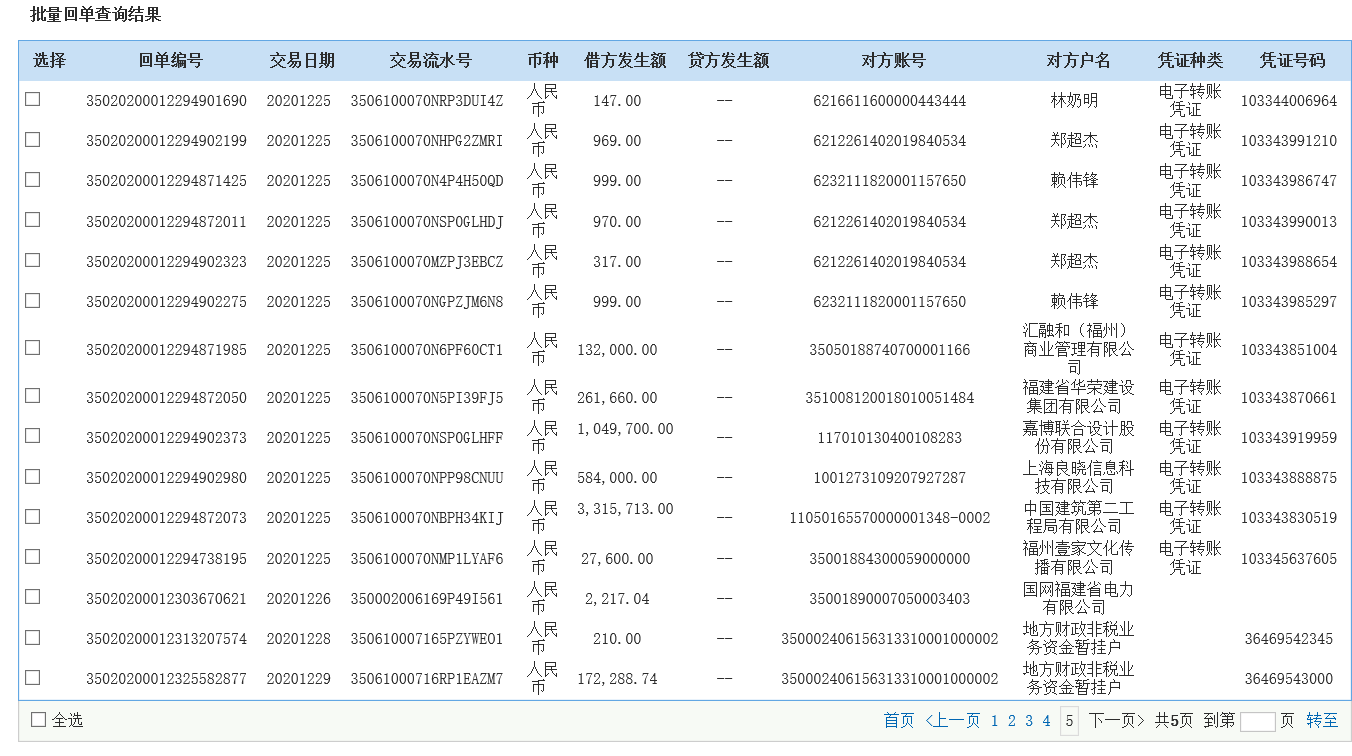 批量回单查询结果
选择 回单编号 交易日期 交易流水号 币种 借方发生额 贷方发生额 对方账号 对方户名 凭证种类 凭证号码
35020200012294901690 20201225 3506100070NRP3DUI4Z 人民币 147.00 -- 6216611600000443444 林奶明 电子转账凭证 103344006964
35020200012294902199 20201225 3506100070NHPG2ZMRI 人民币 969.00 -- 6212261402019840534 郑超杰 电子转账凭证 103343991210
35020200012294871425 20201225 3506100070N4P4H50QD 人民币 999.00 -- 6232111820001157650 赖伟锋 电子转账凭证 103343986747
35020200012294872011 20201225 3506100070NSP0GLHDJ 人民币 970.00 -- 6212261402019840534 郑超杰 电子转账凭证 103343990013
35020200012294902323 20201225 3506100070MZPJ3EBCZ 人民币 317.00 -- 6212261402019840534 郑超杰 电子转账凭证 103343988654
35020200012294902275 20201225 3506100070NGPZJM6N8 人民币 999.00 -- 6232111820001157650 赖伟锋 电子转账凭证 103343985297
35020200012294871985 20201225 3506100070N6PF60CT1 人民币 132,000.00 -- 35050188740700001166 汇融和（福州）商业管理有限公司 电子转账凭证 103343851004
35020200012294872050 20201225 3506100070N5PI39FJ5 人民币 261,660.00 -- 351008120018010051484 福建省华荣建设集团有限公司 电子转账凭证 103343870661
35020200012294902373 20201225 3506100070NSP0GLHFF 人民币 1,049,700.00 -- 117010130400108283 嘉博联合设计股份有限公司 电子转账凭证 103343919959
35020200012294902980 20201225 3506100070NPP98CNUU 人民币 584,000.00 -- 1001273109207927287 上海良晓信息科技有限公司 电子转账凭证 103343888875
35020200012294872073 20201225 3506100070NBPH34KIJ 人民币 3,315,713.00 -- 11050165570000001348-0002 中国建筑第二工程局有限公司 电子转账凭证 103343830519
35020200012294738195 20201225 3506100070NMP1LYAF6 人民币 27,600.00 -- 35001884300059000000 福州壹家文化传播有限公司 电子转账凭证 103345637605
35020200012303670621 20201226 350002006169P49I561 人民币 2,217.04 -- 35001890007050003403 国网福建省电力有限公司
35020200012313207574 20201228 350610007165PZYWE01 人民币 210.00 -- 350002406156313310001000002 地方财政非税业务资金暂挂户 36469542345
35020200012325582877 20201229 35061000716RP1EAZM7 人民币 172,288.74 -- 350002406156313310001000002 地方财政非税业务资金暂挂户 36469543000
全选 首页 <上一页 1 2 3 4 5 下一页> 共5页 到第 页 转至